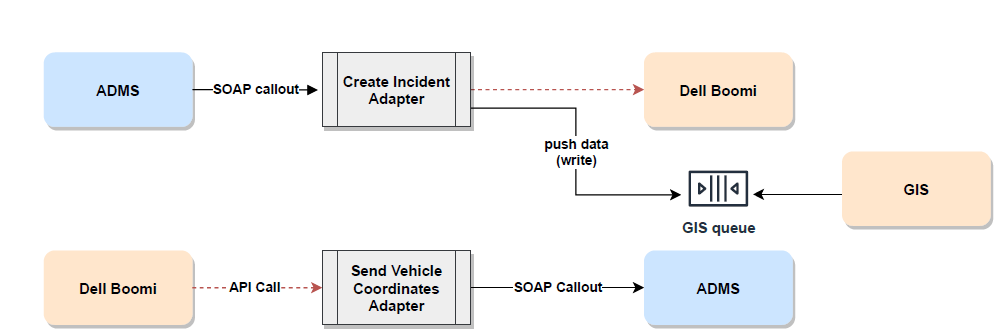 ADMS
SOAP callout
Create Incident
Adapter
Dell Boomi
push data
(write)
GIS
GIS queue
Dell Boomi
API Call
Send Vehicle
Coordinates
Adapter
SOAP Callout
ADMS